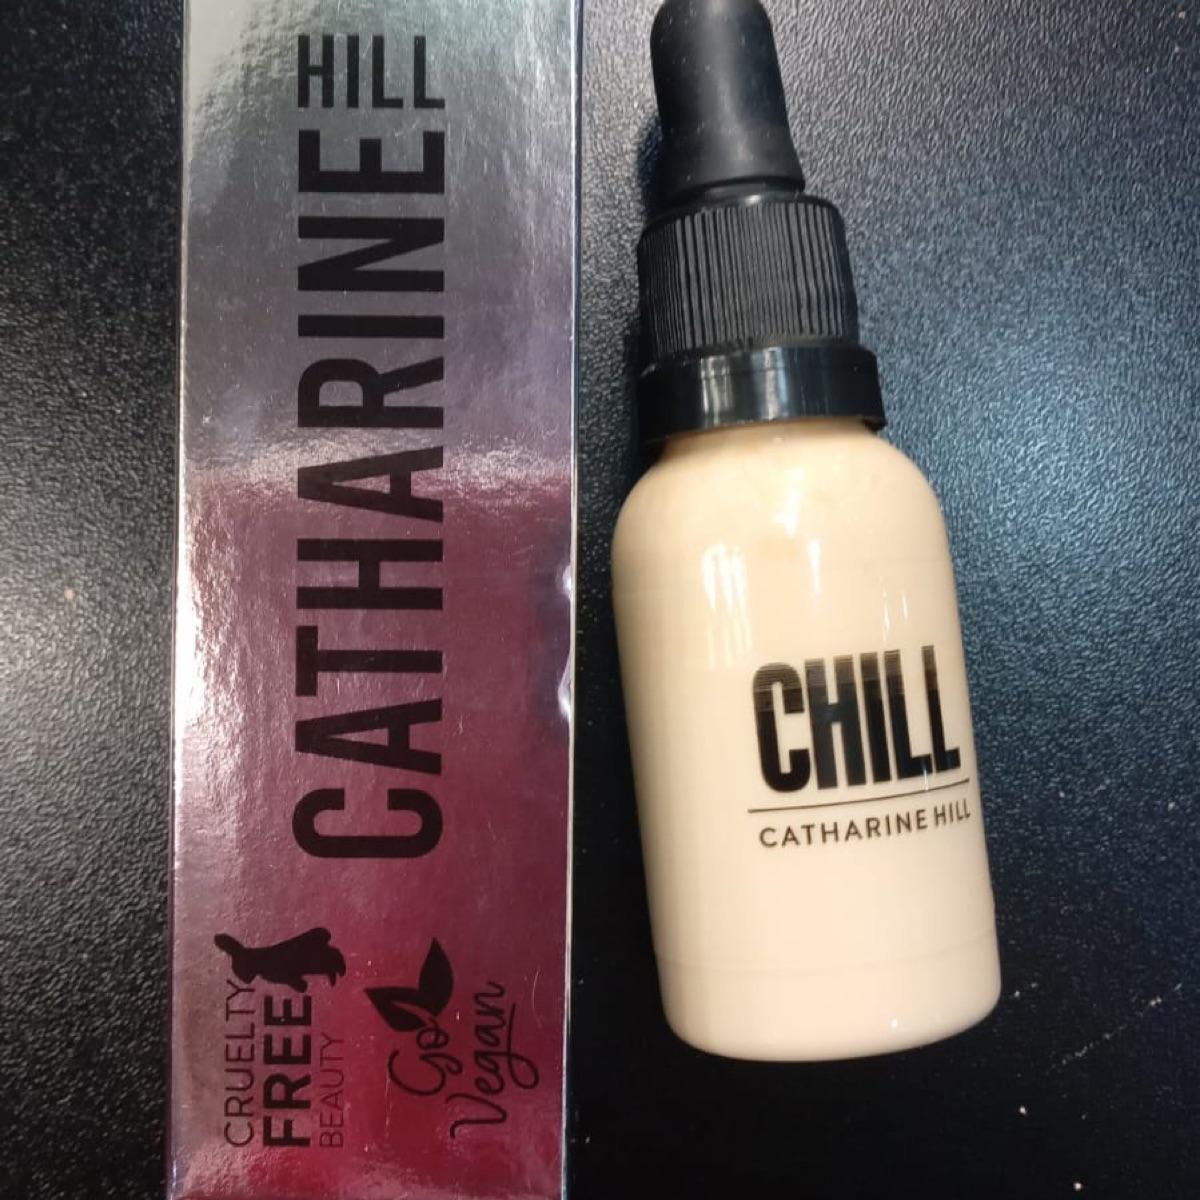 CATHARINE HILL
CRUELTY
FREE
BEAUTY
Go
Vegan
CHILL
CATHARINE HILL